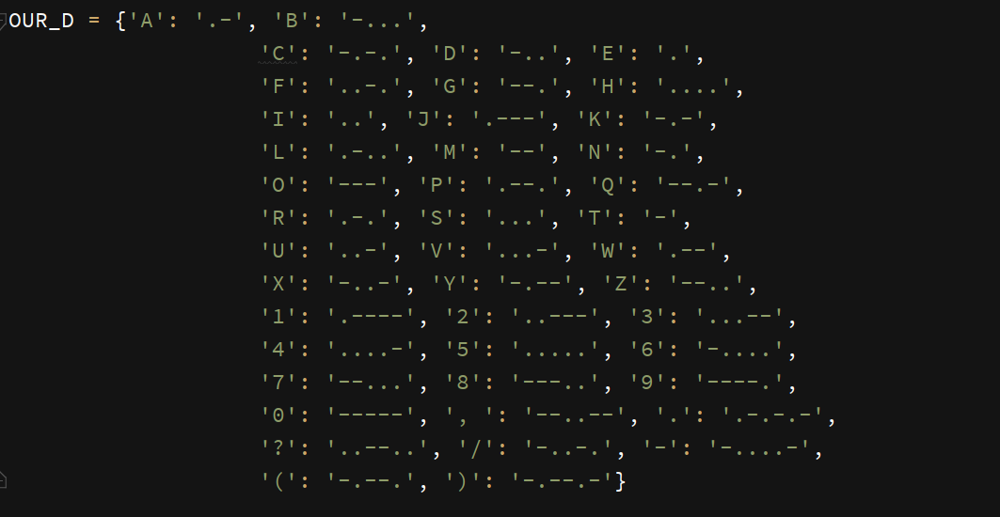 OUR_D = {'A': '.-', 'B': '-...',
'C': '-.-.', 'D': '-..', 'E': '.',
'F': '..-.', 'G': '--.', 'H': '....',
'I': '..', 'J': '.---', 'K': '-.-',
'L': '.-..', 'M': '--', 'N': '-.',
'O': '---', 'P': '.--.', 'Q': '--.-',
'R': '.-.', 'S': '...', 'T': '-',
'U': '..-', 'V': '...-', 'W': '.--',
'X': '-..-', 'Y': '-.--', 'Z': '--..',
'1': '.----', '2': '..---', '3': '...--',
'4': '....-', '5': '.....', '6': '-....',
'7': '--...', '8': '---..', '9': '----.',
'0': '-----', ', ': '--..--', '.': '.-.-.-',
'?': '..--..', '/': '-..-.', '-': '-....-',
'(': '-.--.', ')': '-.--.-'}